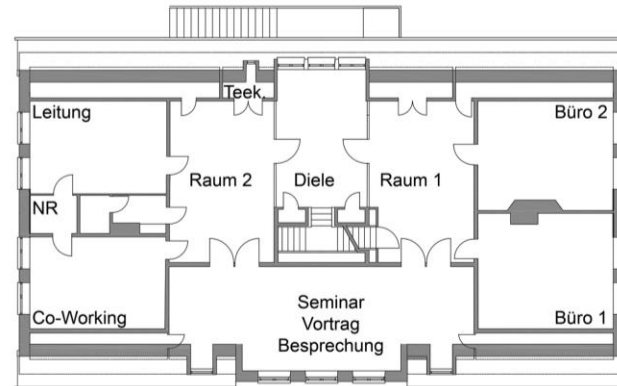 Teek.
Leitung
Büro 2
Raum 2
Diele
Raum 1
NR
Co-Working
Seminar
Vortrag
Besprechung
Büro 1